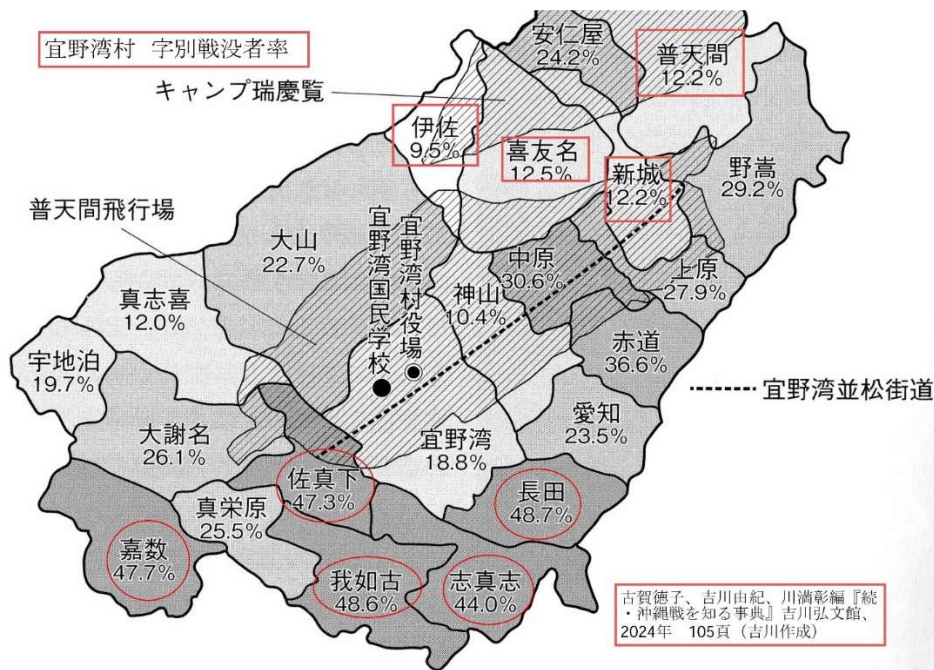 宜野湾村 字別戦没者率
安仁屋
24.2%
普天間
12.2%
キャンプ瑞慶覧
伊佐
9.5%
喜友名
12.5%
新城
12.2%
野嵩
29.2%
普天間飛行場
大山
22.7%
宜野湾国民学校
宜野湾村役場
中原
30.6%
上原
27.9%
神山
10.4%
真志喜
12.0%
赤道
36.6%
宇地泊
19.7%
宜野湾並松街道
愛知
23.5%
大謝名
26.1%
宜野湾
18.8%
佐真下
47.3%
長田
48.7%
真栄原
25.5%
嘉数
47.7%
我如古
48.6%
志真志
44.0%
古賀徳子、吉川由紀、川満彰編『続
・沖縄戦を知る事典』吉川弘文館、
2024年 105頁（吉川作成）